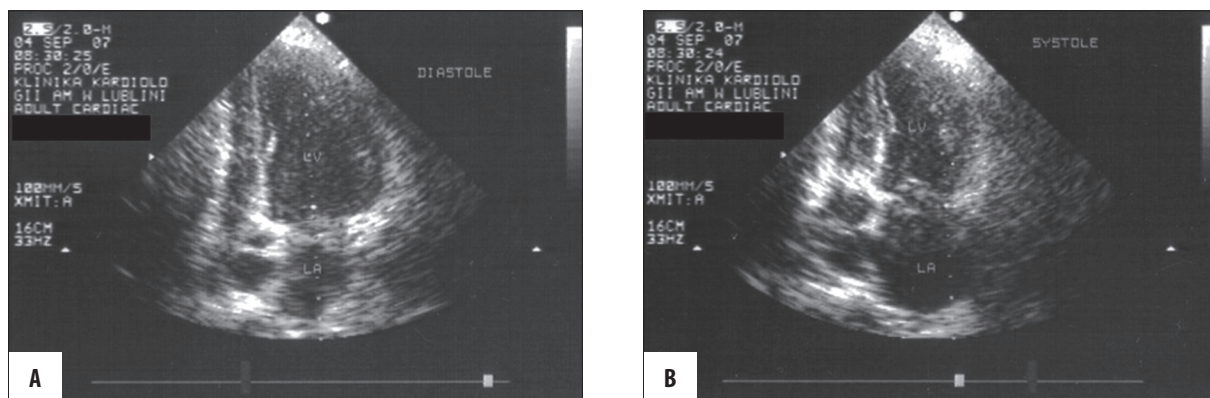 2.5/2.0-M
04 SEP 07
08:30:25
PROC 2/0/E
KLINIKA KARDIOLO
GII AM W LUBLINI
ADULT CARDIAC
DIASTOLE
LV
100MM/S
XMIT:A
16CM
33HZ
LA
A
2.5/2.0-M
04 SEP 07
08:30:24
PROC 2/0/E
KLINIKA KARDIOLO
GII AM W LUBLINI
ADULT CARDIAC
SYSTOLE
LV
100MM/S
XMIT:A
16CM
33HZ
LA
B